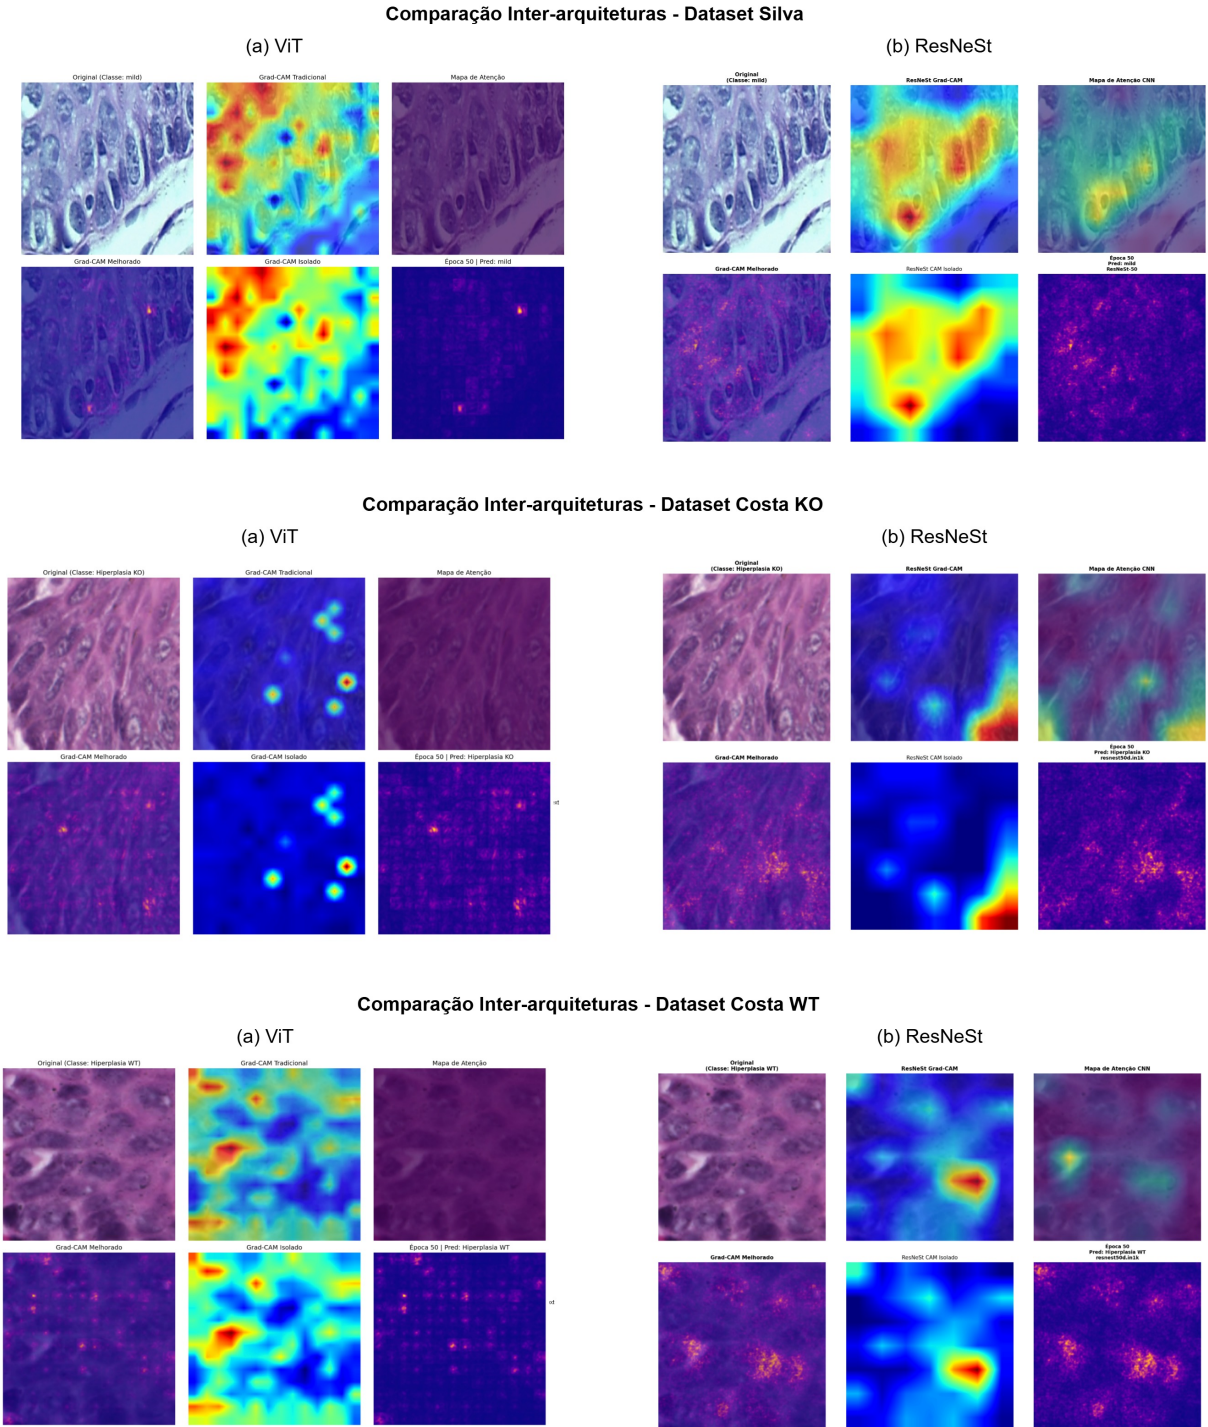 Comparação Inter-arquiteturas - Dataset Silva
(a) ViT
(b) ResNeSt
Original (Classe: mild)
Grad-CAM Tradicional
Mapa de Atenção
Original
(Classe: mild)
ResNeSt Grad-CAM
Mapa de Atenção CNN
Grad-CAM Melhorado
Grad-CAM Isolado
Época 50 | Pred: mild
Grad-CAM Melhorado
ResNeSt CAM Isolado
Época 50
Pred: mild
ResNeSt-50
Comparação Inter-arquiteturas - Dataset Costa KO
(a) ViT
(b) ResNeSt
Original (Classe: Hiperplasia KO)
Grad-CAM Tradicional
Mapa de Atenção
Original
(Classe: Hiperplasia KO)
ResNeSt Grad-CAM
Mapa de Atenção CNN
Grad-CAM Melhorado
Grad-CAM Isolado
Época 50 | Pred: Hiperplasia KO
Grad-CAM Melhorado
ResNeSt CAM Isolado
Época 50
Pred: Hiperplasia KO
resnest50d.in1k
Comparação Inter-arquiteturas - Dataset Costa WT
(a) ViT
(b) ResNeSt
Original (Classe: Hiperplasia WT)
Grad-CAM Tradicional
Mapa de Atenção
Original
(Classe: Hiperplasia WT)
ResNeSt Grad-CAM
Mapa de Atenção CNN
Grad-CAM Melhorado
Grad-CAM Isolado
Época 50 | Pred: Hiperplasia WT
Grad-CAM Melhorado
ResNeSt CAM Isolado
Época 50
Pred: Hiperplasia WT
resnest50d.in1k